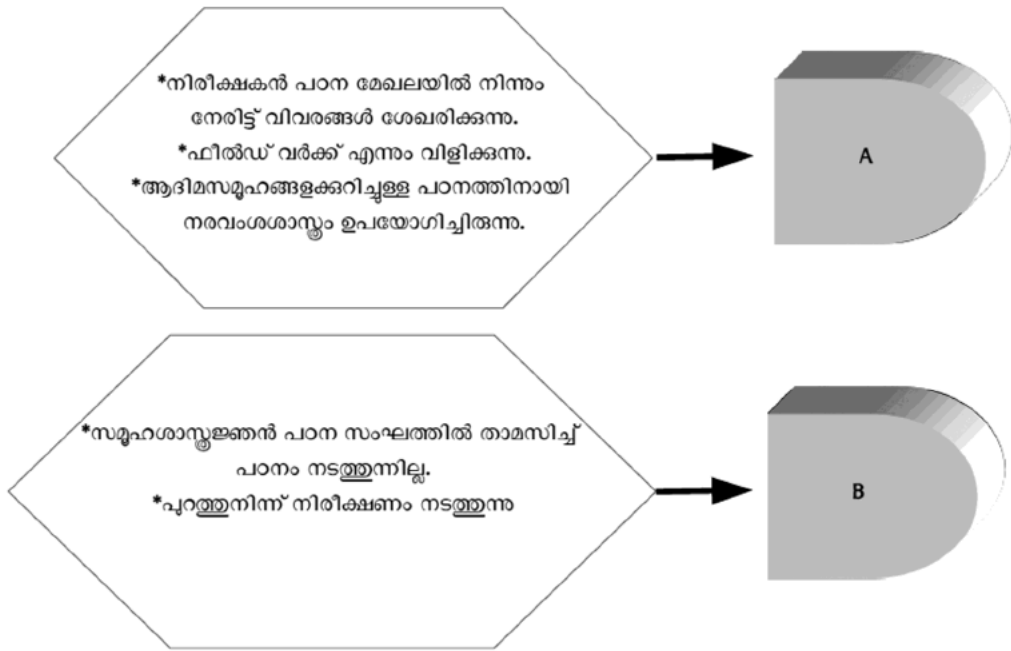 *നിരീക്ഷകൻ പഠന മേഖലയിൽ നിന്നും
നേരിട്ട് വിവരങ്ങൾ ശേഖരിക്കുന്നു.
*ഫീൽഡ് വർക്ക് എന്നും വിളിക്കുന്നു.
*ആദിമസമൂഹങ്ങളക്കുറിച്ചുള്ള പഠനത്തിനായി
നരവംശശാസ്ത്രം ഉപയോഗിച്ചിരുന്നു.
A
*സമൂഹശാസ്ത്രജ്ഞൻ പഠന സംഘത്തിൽ താമസിച്ച്
പഠനം നടത്തുന്നില്ല.
*പുറത്തുനിന്ന് നിരീക്ഷണം നടത്തുന്നു
B